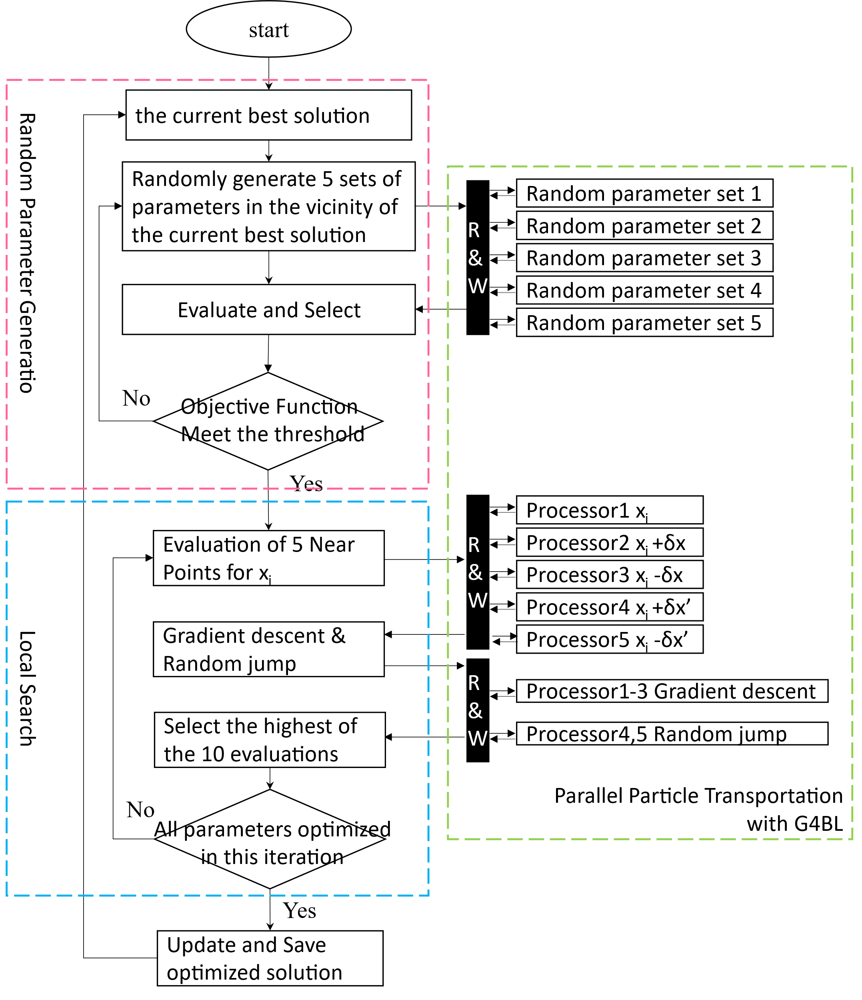 start
Random Parameter Generatio
the current best solution
Randomly generate 5 sets of
parameters in the vicinity of
the current best solution
R
&
W
Random parameter set 1
Random parameter set 2
Random parameter set 3
Random parameter set 4
Random parameter set 5
Evaluate and Select
No
Objective Function
Meet the threshold
Yes
Local Search
Evaluation of 5 Near
Points for xi
R
&
W
Processor1 xi
Processor2 xi +δx
Processor3 xi -δx
Processor4 xi +δx’
Processor5 xi -δx’
Gradient descent &
Random jump
R
&
W
Processor1-3 Gradient descent
Processor4,5 Random jump
Select the highest of
the 10 evaluations
No
All parameters optimized
in this iteration
Parallel Particle Transportation
with G4BL
Yes
Update and Save
optimized solution